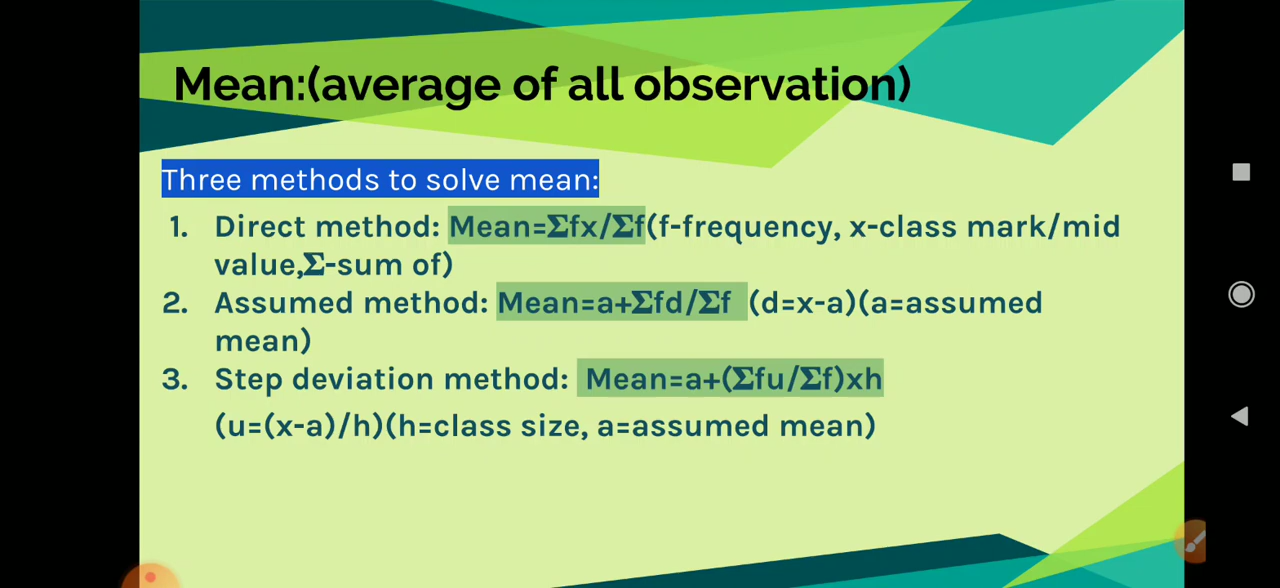 Mean:(average of all observation)
Three methods to solve mean:
1. Direct method: Mean=Σfx/Σf(f-frequency, x-class mark/mid
value,Σ-sum of)
2. Assumed method: Mean=a+Σfd/Σf (d=x-a)(a=assumed
mean)
3. Step deviation method: Mean=a+(Σfu/Σf)xh
(u=(x-a)/h)(h=class size, a=assumed mean)